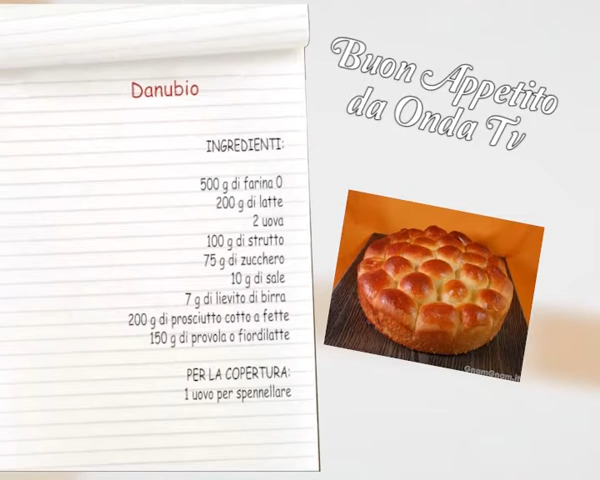 Danubio
INGREDIENTI:
500 g di farina 0
200 g di latte
2 uova
100 g di strutto
75 g di zucchero
10 g di sale
7 g di lievito di birra
200 g di prosciutto cotto a fette
150 g di provola o fiordilatte
PER LA COPERTURA:
1 uovo per spennellare
Buon Appetito
da Onda Tv
GnamGnam.it